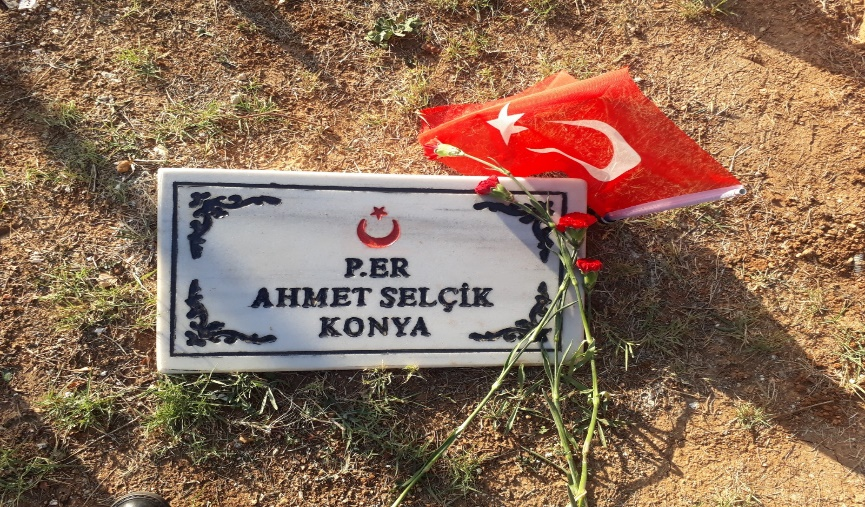 P.ER
AHMET SELÇİK
KONYA